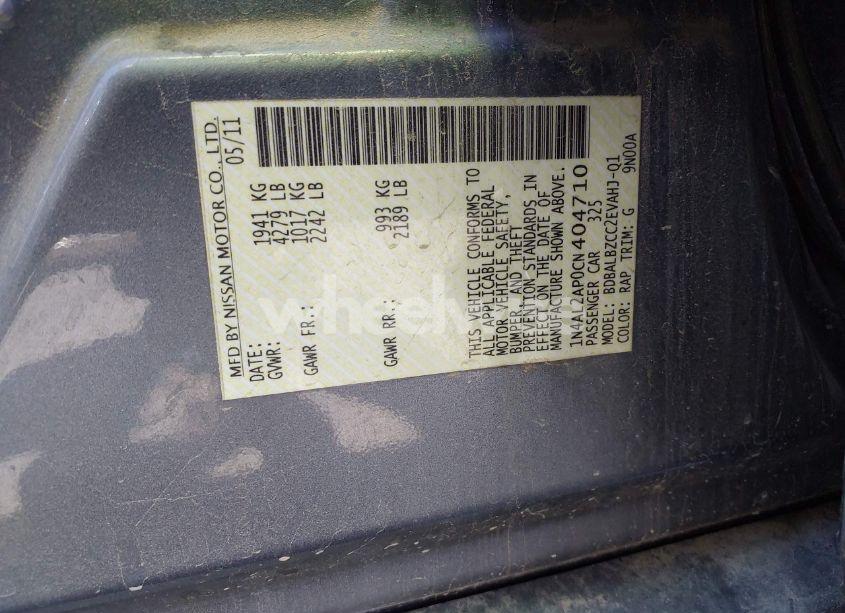 MFD BY NISSAN MOTOR CO., LTD.
DATE: 05/11
GVWR: 1941 KG
4279 LB
GAWR FR: 1017 KG
2242 LB
GAWR RR: 993 KG
2189 LB
THIS VEHICLE CONFORMS TO
ALL APPLICABLE FEDERAL
MOTOR VEHICLE SAFETY,
BUMPER, AND THEFT
PREVENTION STANDARDS IN
EFFECT ON THE DATE OF
MANUFACTURE SHOWN ABOVE.
1N4AL2AP0CN404710
PASSENGER CAR 325
MODEL: BDBALBZCC2EVAHJ-Q1
COLOR: RAP TRIM: G 9N00A